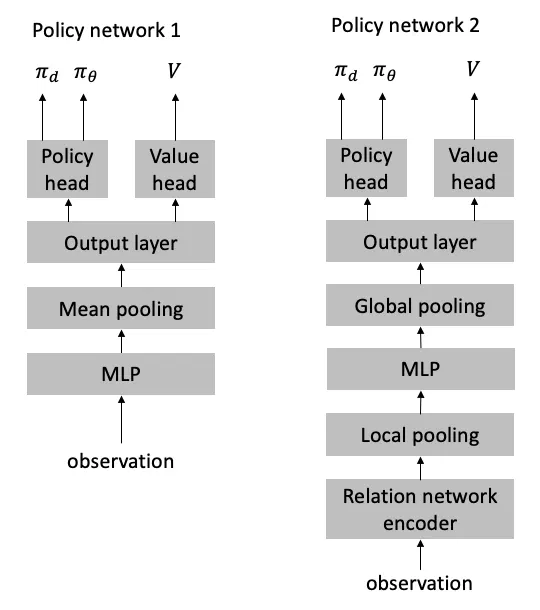 Policy network 1
π_d π_θ V
Policy head
Value head
Output layer
Mean pooling
MLP
observation
Policy network 2
π_d π_θ V
Policy head
Value head
Output layer
Global pooling
MLP
Local pooling
Relation network
encoder
observation